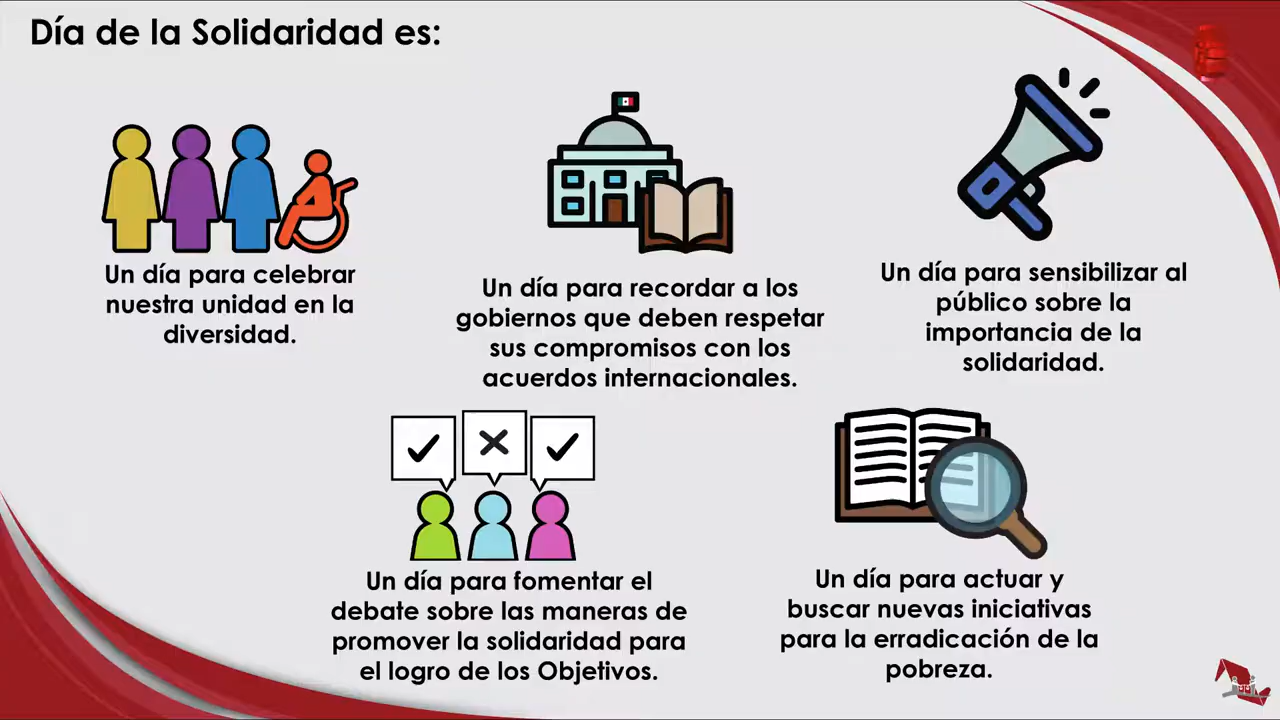 Día de la Solidaridad es:
Un día para celebrar
nuestra unidad en la
diversidad.
Un día para recordar a los
gobiernos que deben respetar
sus compromisos con los
acuerdos internacionales.
Un día para sensibilizar al
público sobre la
importancia de la
solidaridad.
Un día para fomentar el
debate sobre las maneras de
promover la solidaridad para
el logro de los Objetivos.
Un día para actuar y
buscar nuevas iniciativas
para la erradicación de la
pobreza.